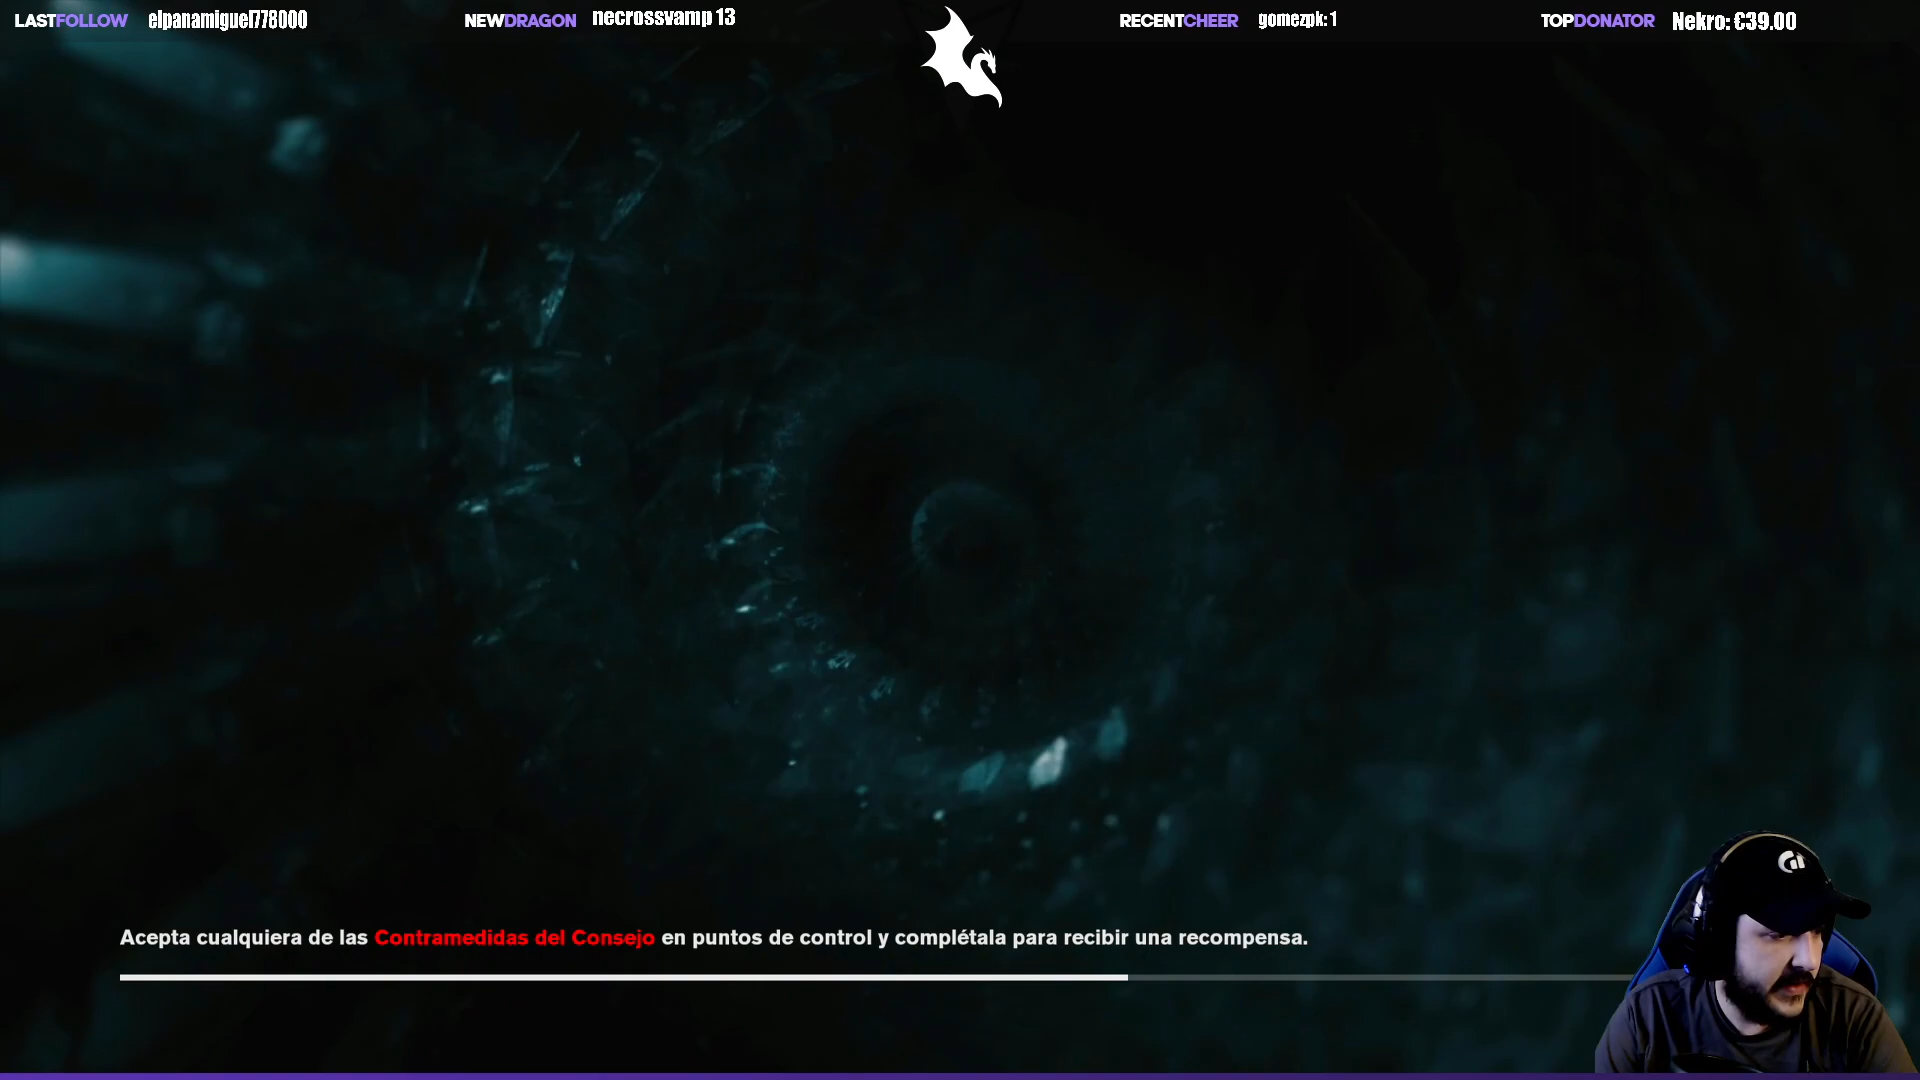 LASTFOLLOW elpanamiguel778000 NEWDRAGON necrossvamp 13 RECENTCHEER gomezpk: 1 TOPDONATOR Nekro: €39.00
Acepta cualquiera de las Contramedidas del Consejo en puntos de control y complétala para recibir una recompensa.